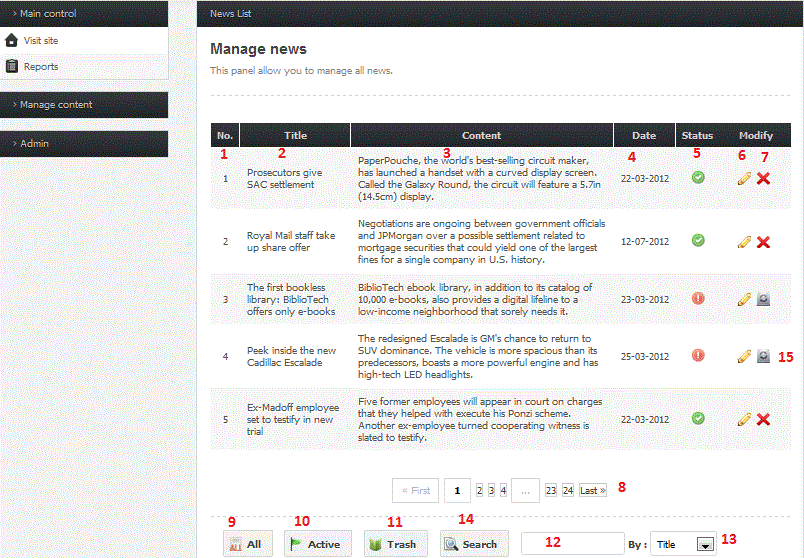 › Main control
Visit site
Reports
› Manage content
› Admin
News List
Manage news
This panel allow you to manage all news.
No. Title Content Date Status Modify
1 2 3 4 5 6 7
1 Prosecutors give SAC settlement
PaperPouche, the world's best-selling circuit maker,
has launched a handset with a curved display screen.
Called the Galaxy Round, the circuit will feature a 5.7in
(14.5cm) display.
22-03-2012
2 Royal Mail staff take up share offer
Negotiations are ongoing between government officials
and JPMorgan over a possible settlement related to
mortgage securities that could yield one of the largest
fines for a single company in U.S. history.
12-07-2012
3 The first bookless library: BiblioTech offers only e-books
BiblioTech ebook library, in addition to its catalog of
10,000 e-books, also provides a digital lifeline to a
low-income neighborhood that sorely needs it.
23-03-2012
4 Peek inside the new Cadillac Escalade
The redesigned Escalade is GM's chance to return to
SUV dominance. The vehicle is more spacious than its
predecessors, boasts a more powerful engine and has
high-tech LED headlights.
25-03-2012
15
5 Ex-Madoff employee set to testify in new trial
Five former employees will appear in court on charges
that they helped with execute his Ponzi scheme.
Another ex-employee turned cooperating witness is
slated to testify.
22-03-2012
« First 1 2 3 4 ... 23 24 Last » 8
9 10 11 14
All Active Trash Search 12 By : Title 13